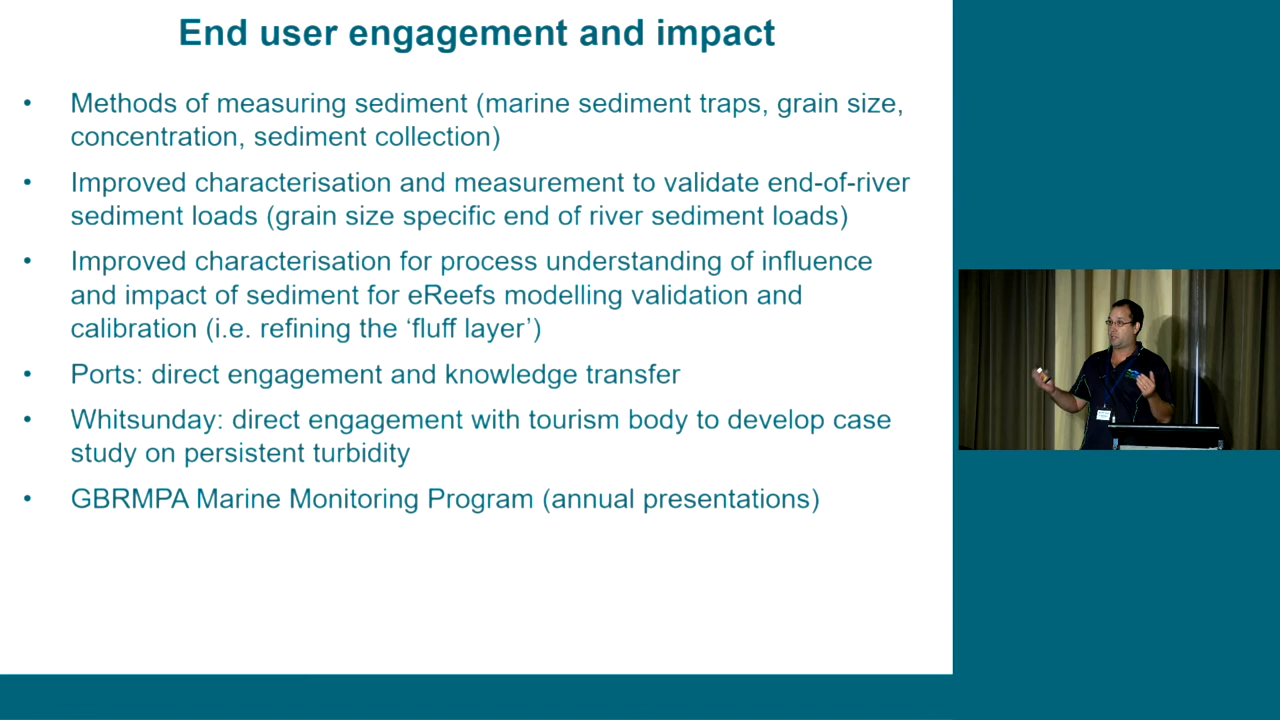 End user engagement and impact
• Methods of measuring sediment (marine sediment traps, grain size,
concentration, sediment collection)
• Improved characterisation and measurement to validate end-of-river
sediment loads (grain size specific end of river sediment loads)
• Improved characterisation for process understanding of influence
and impact of sediment for eReefs modelling validation and
calibration (i.e. refining the ‘fluff layer’)
• Ports: direct engagement and knowledge transfer
• Whitsunday: direct engagement with tourism body to develop case
study on persistent turbidity
• GBRMPA Marine Monitoring Program (annual presentations)